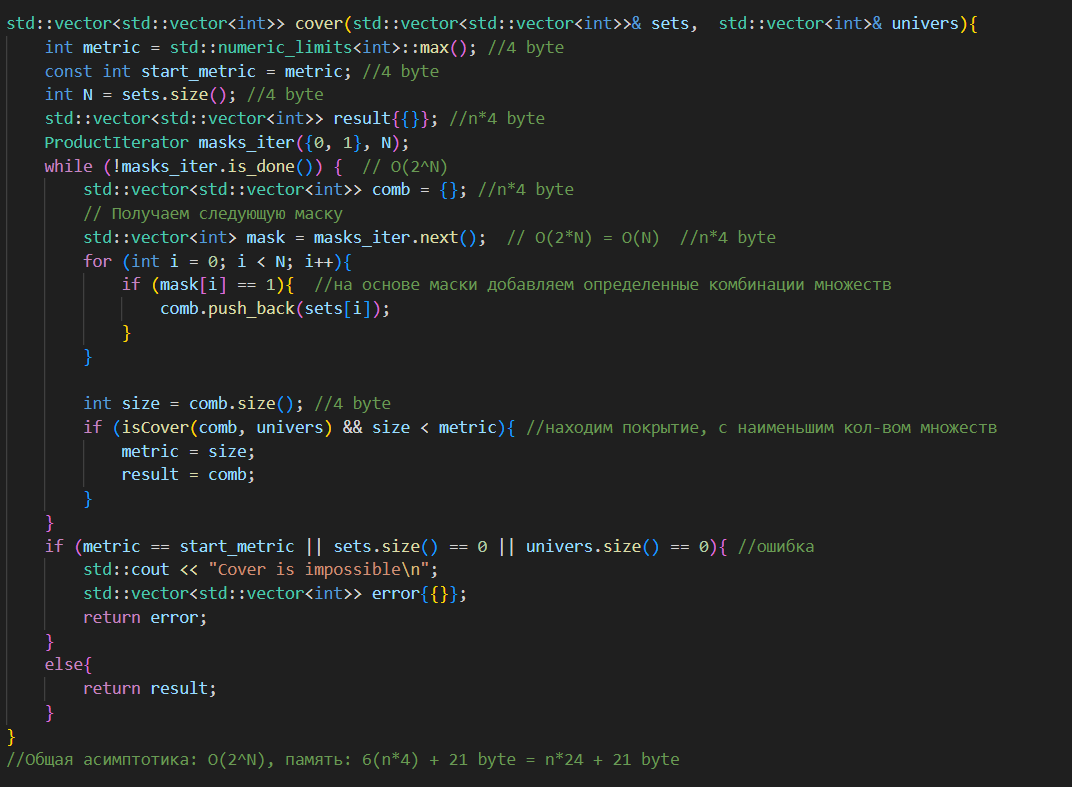 std::vector<std::vector<int>> cover(std::vector<std::vector<int>>& sets,  std::vector<int>& univers){
    int metric = std::numeric_limits<int>::max(); //4 byte
    const int start_metric = metric; //4 byte
    int N = sets.size(); //4 byte
    std::vector<std::vector<int>> result{{}}; //n*4 byte
    ProductIterator masks_iter({0, 1}, N);
    while (!masks_iter.is_done()) {  // O(2^N)
        std::vector<std::vector<int>> comb = {}; //n*4 byte
        // Получаем следующую маску
        std::vector<int> mask = masks_iter.next();  // O(2*N) = O(N)  //n*4 byte
        for (int i = 0; i < N; i++){
            if (mask[i] == 1){  //на основе маски добавляем определенные комбинации множеств
                comb.push_back(sets[i]);
            }
        }

        int size = comb.size(); //4 byte
        if (isCover(comb, univers) && size < metric){ //находим покрытие, с наименьшим кол-вом множеств
            metric = size;
            result = comb;
        }
    }
    if (metric == start_metric || sets.size() == 0 || univers.size() == 0){ //ошибка
        std::cout << "Cover is impossible\n";
        std::vector<std::vector<int>> error{{}};
        return error;
    }
    else{
        return result;
    }
}
//Общая асимптотика: O(2^N), память: 6(n*4) + 21 byte = n*24 + 21 byte